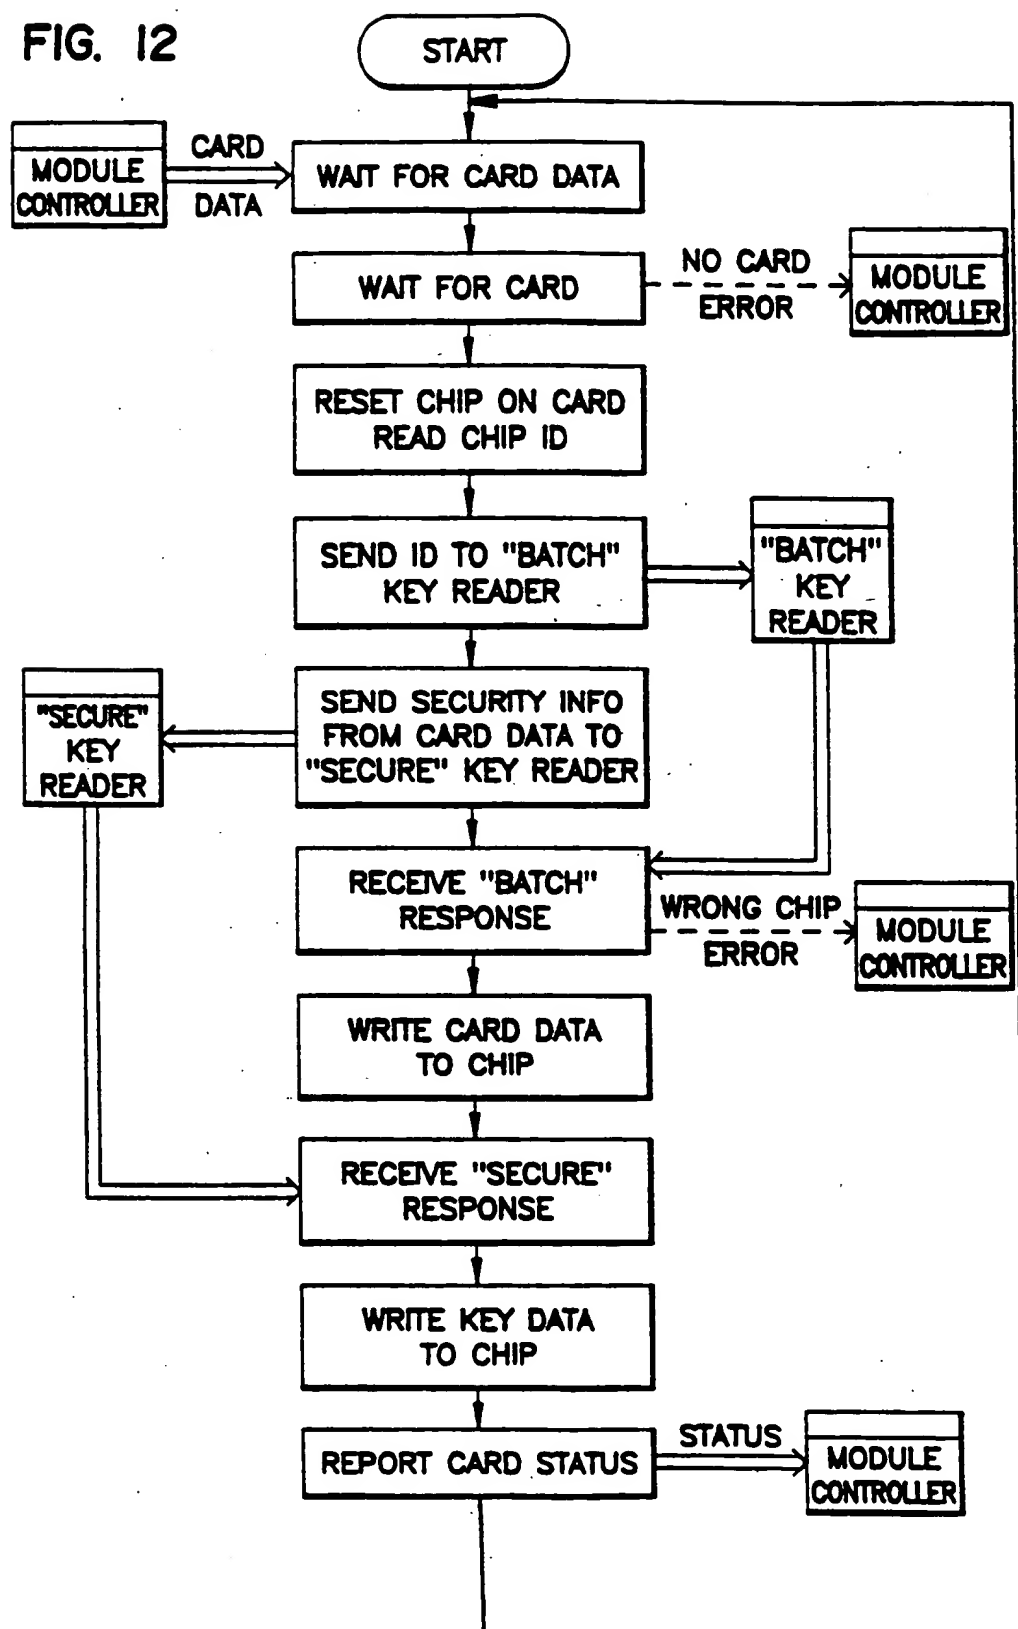 FIG. 12
START
CARD
DATA
MODULE
CONTROLLER
WAIT FOR CARD DATA
WAIT FOR CARD
NO CARD
ERROR
MODULE
CONTROLLER
RESET CHIP ON CARD
READ CHIP ID
SEND ID TO "BATCH"
KEY READER
"BATCH"
KEY
READER
SEND SECURITY INFO
FROM CARD DATA TO
"SECURE" KEY READER
"SECURE"
KEY
READER
RECEIVE "BATCH"
RESPONSE
WRONG CHIP
ERROR
MODULE
CONTROLLER
WRITE CARD DATA
TO CHIP
RECEIVE "SECURE"
RESPONSE
WRITE KEY DATA
TO CHIP
REPORT CARD STATUS
STATUS
MODULE
CONTROLLER